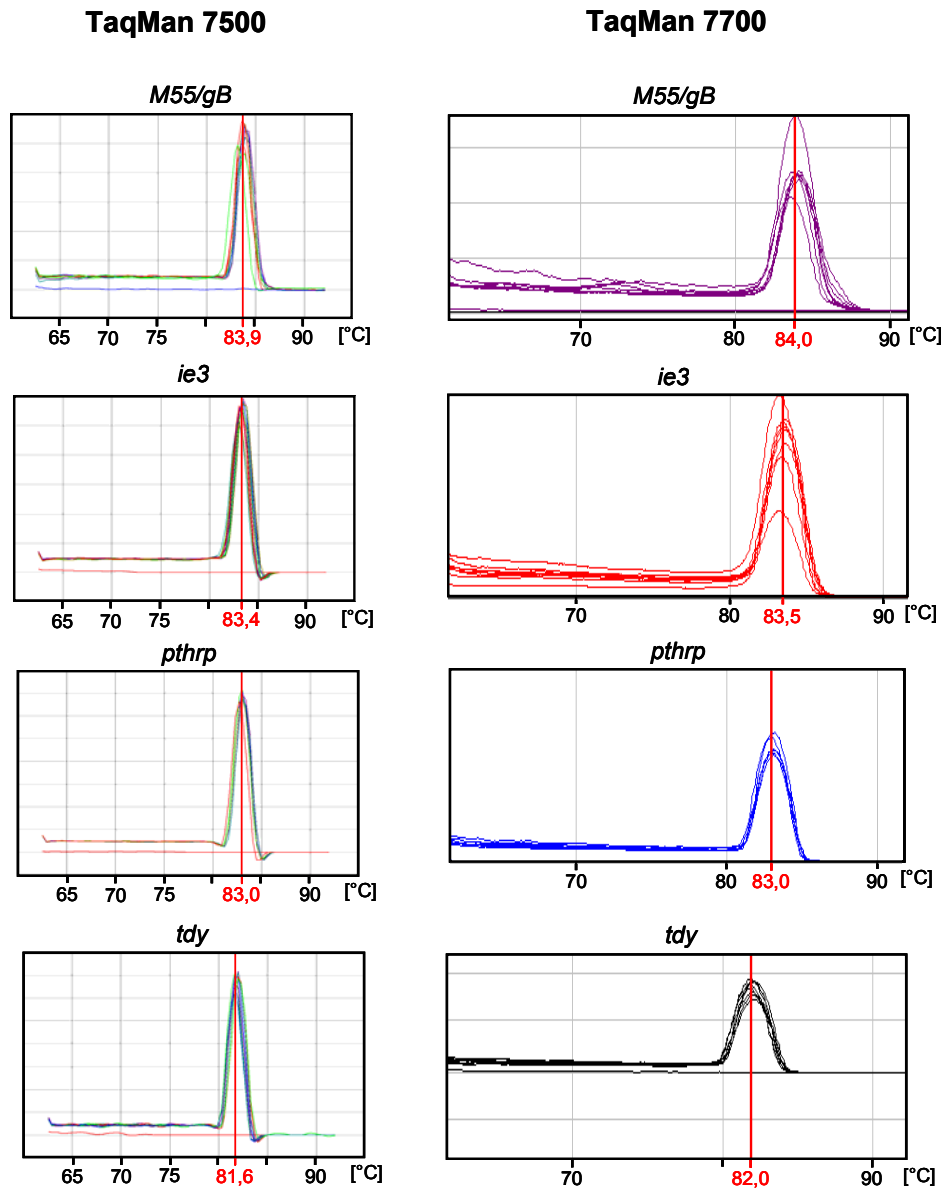 TaqMan 7500
TaqMan 7700
M55/gB
M55/gB
65 70 75 83,9 90 [°C]
70 80 84,0 90 [°C]
ie3
ie3
65 70 75 83,4 90 [°C]
70 80 83,5 90 [°C]
pthrp
pthrp
65 70 75 83,0 90 [°C]
70 80 83,0 90 [°C]
tdy
tdy
65 70 75 81,6 90 [°C]
70 82,0 90 [°C]